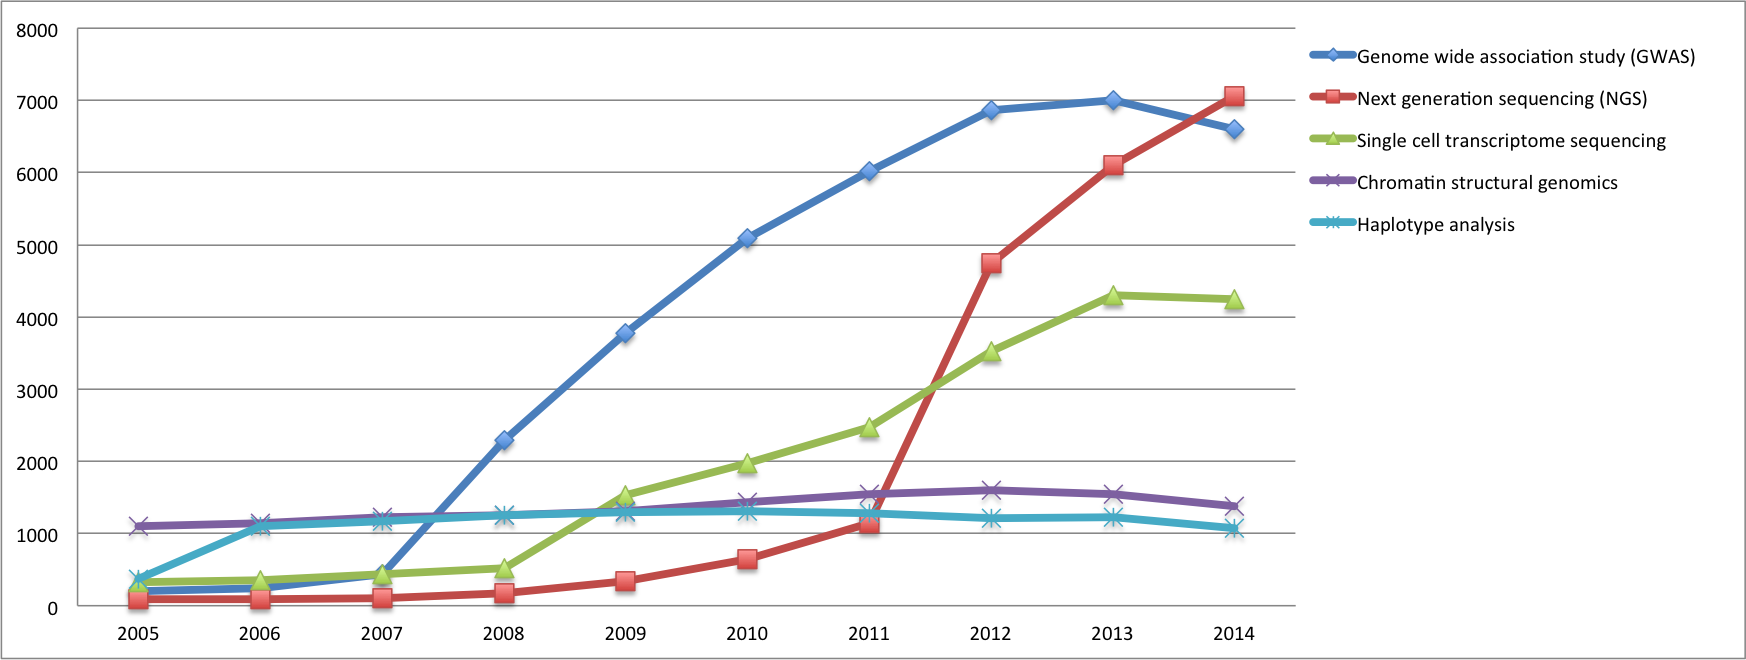 8000
7000
6000
5000
4000
3000
2000
1000
0
2005 2006 2007 2008 2009 2010 2011 2012 2013 2014
Genome wide association study (GWAS)
Next generation sequencing (NGS)
Single cell transcriptome sequencing
Chromatin structural genomics
Haplotype analysis